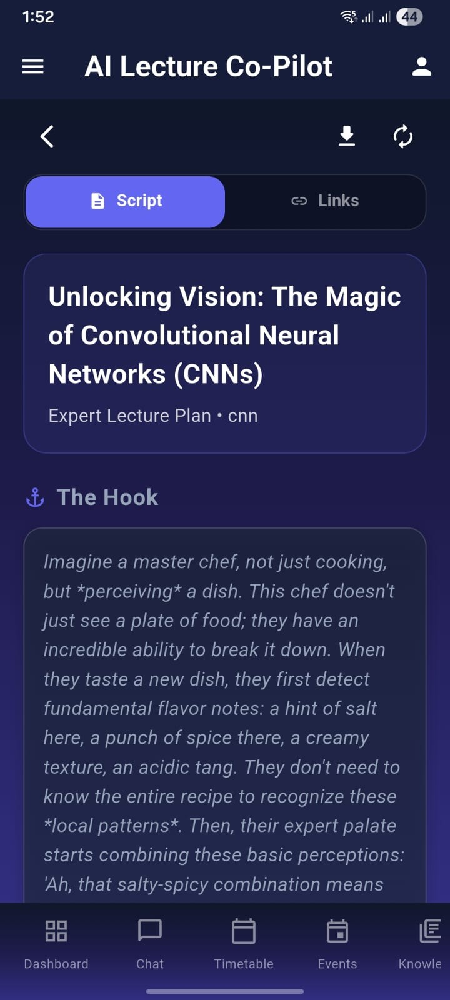 1:52
5
44
AI Lecture Co-Pilot
Script
Links
Unlocking Vision: The Magic
of Convolutional Neural
Networks (CNNs)
Expert Lecture Plan • cnn
The Hook
Imagine a master chef, not just cooking,
but *perceiving* a dish. This chef doesn't
just see a plate of food; they have an
incredible ability to break it down. When
they taste a new dish, they first detect
fundamental flavor notes: a hint of salt
here, a punch of spice there, a creamy
texture, an acidic tang. They don't need to
know the entire recipe to recognize these
*local patterns*. Then, their expert palate
starts combining these basic perceptions:
'Ah, that salty-spicy combination means
Dashboard
Chat
Timetable
Events
Knowle